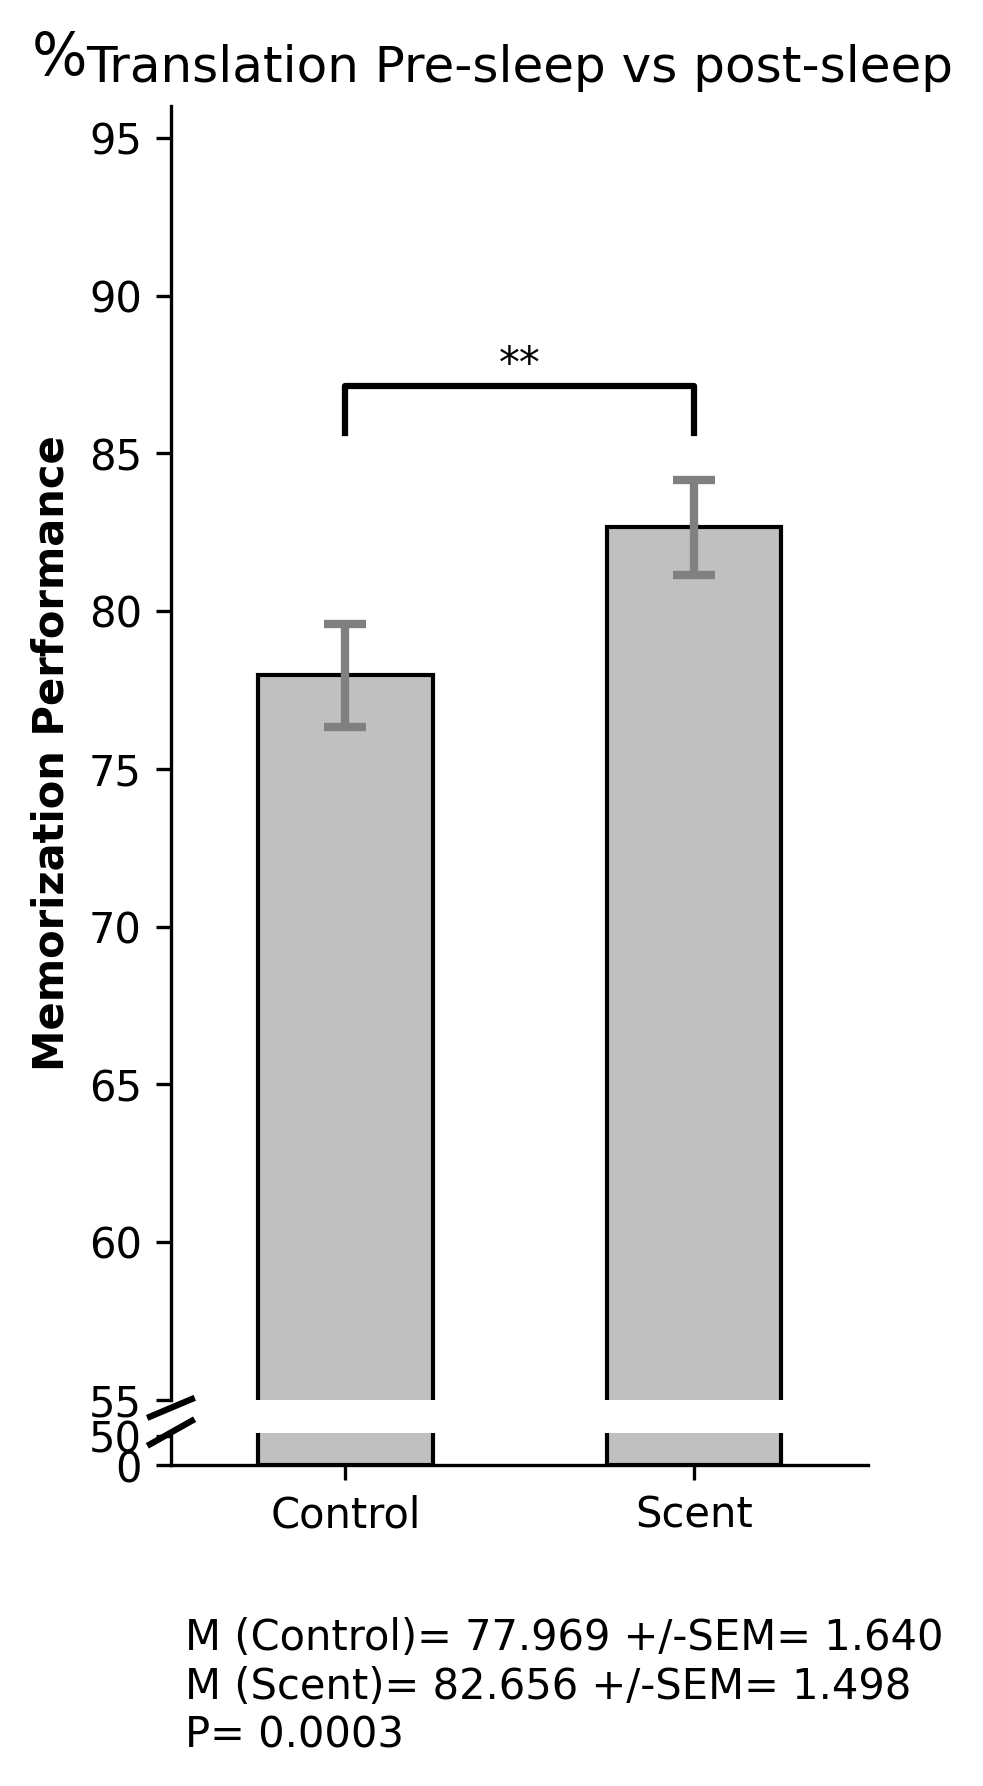 %
Translation Pre-sleep vs post-sleep
95
90
**
85
80
75
70
65
60
55
50
0
Memorization Performance
Control
Scent
M (Control)= 77.969 +/-SEM= 1.640
M (Scent)= 82.656 +/-SEM= 1.498
P= 0.0003